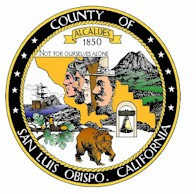 COUNTY OF
ALCALDES
1850
NOT FOR OURSELVES ALONE
SAN LUIS OBISPO, CALIFORNIA